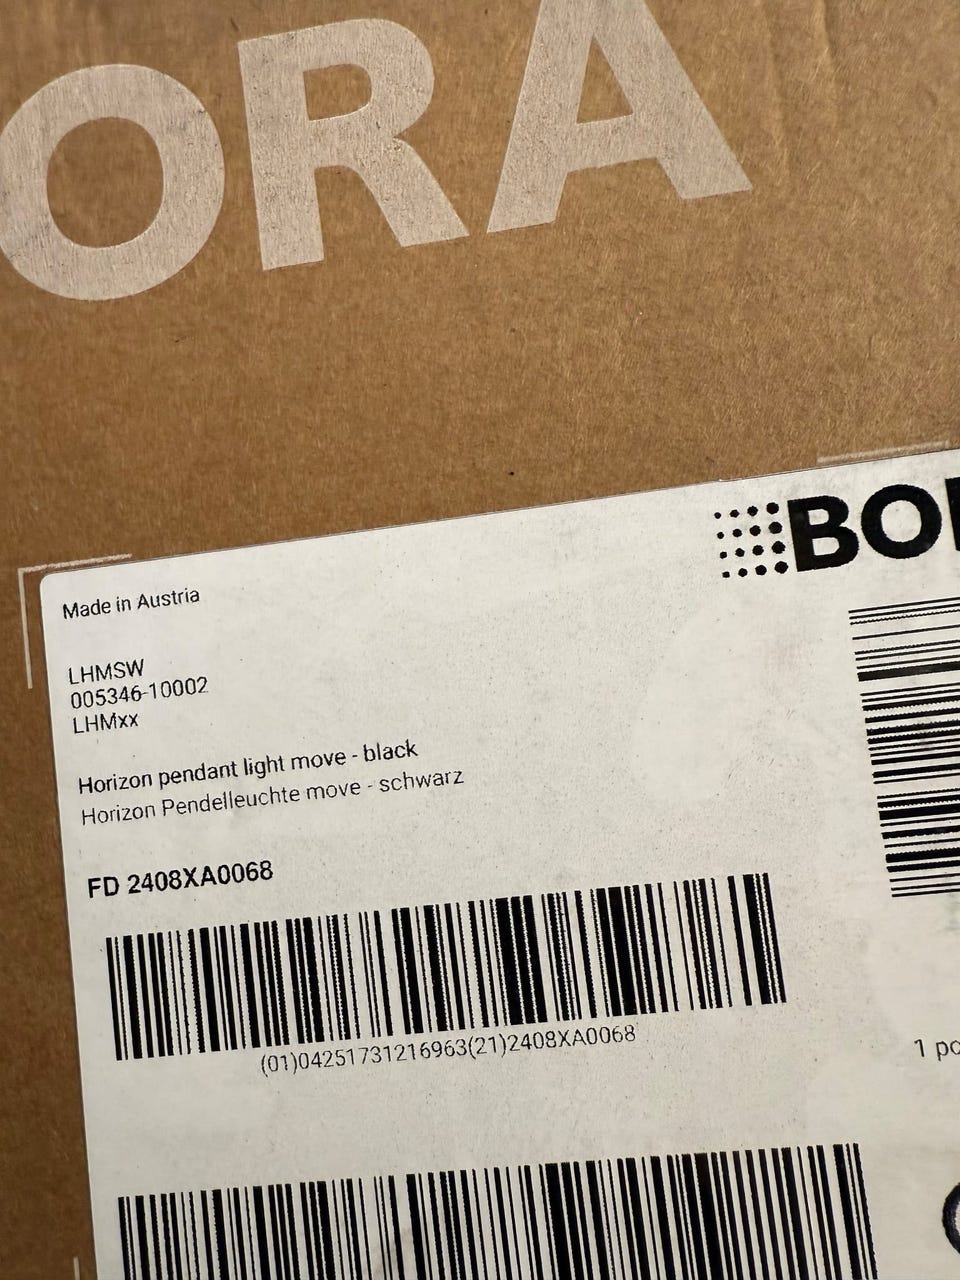 ORA
BO
Made in Austria
LHMSW
005346-10002
LHMxx
Horizon pendant light move - black
Horizon Pendelleuchte move - schwarz
FD 2408XA0068
(01)04251731216963(21)2408XA0068
1 pc